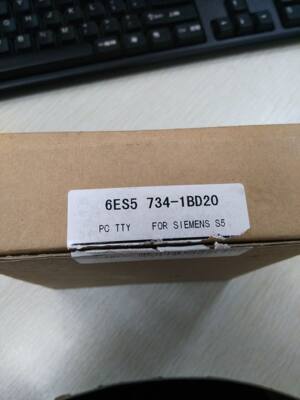 6ES5 734-1BD20
PC TTY FOR SIEMENS S5